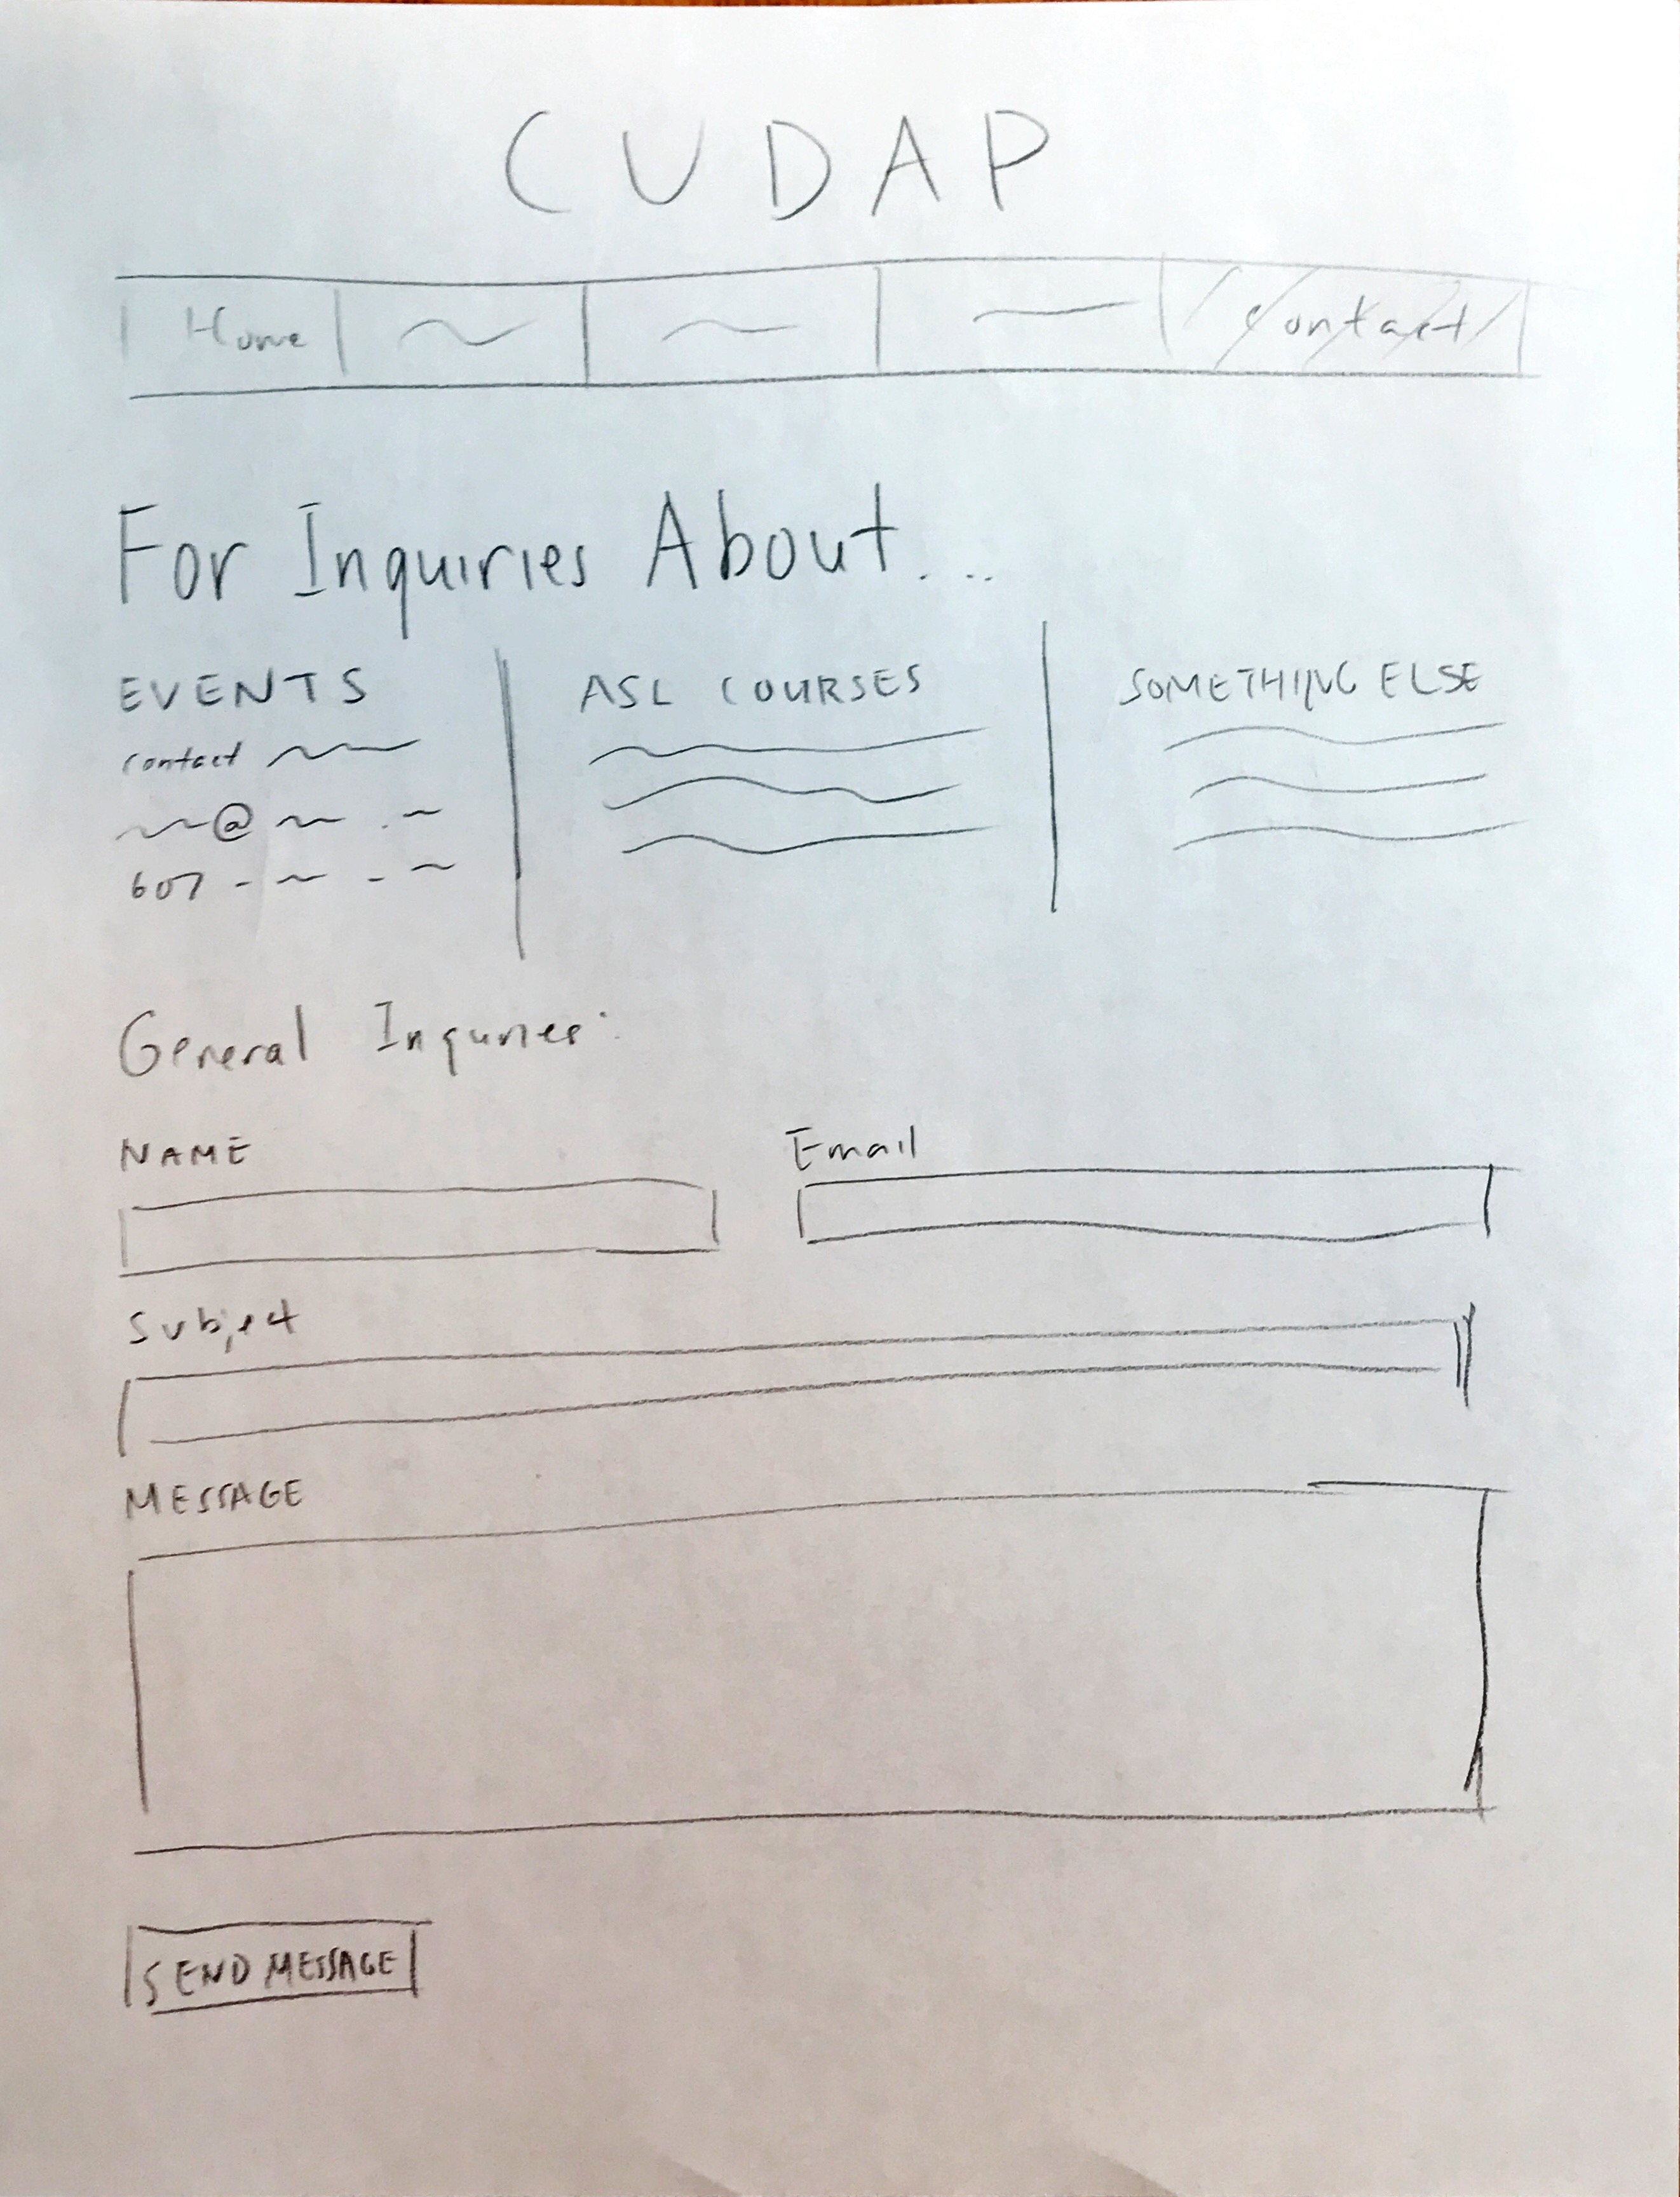 CUDAP
Home Contact
For Inquiries About...
EVENTS ASL COURSES SOMETHING ELSE
contact
@ .
607 - -
General Inquries:
NAME Email
Subject
MESSAGE
SEND MESSAGE